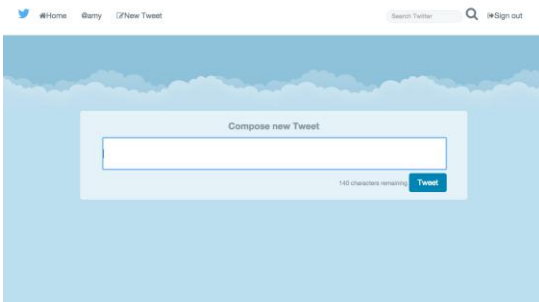 Home @amy New Tweet Search Twitter Sign out
Compose new Tweet
140 characters remaining Tweet